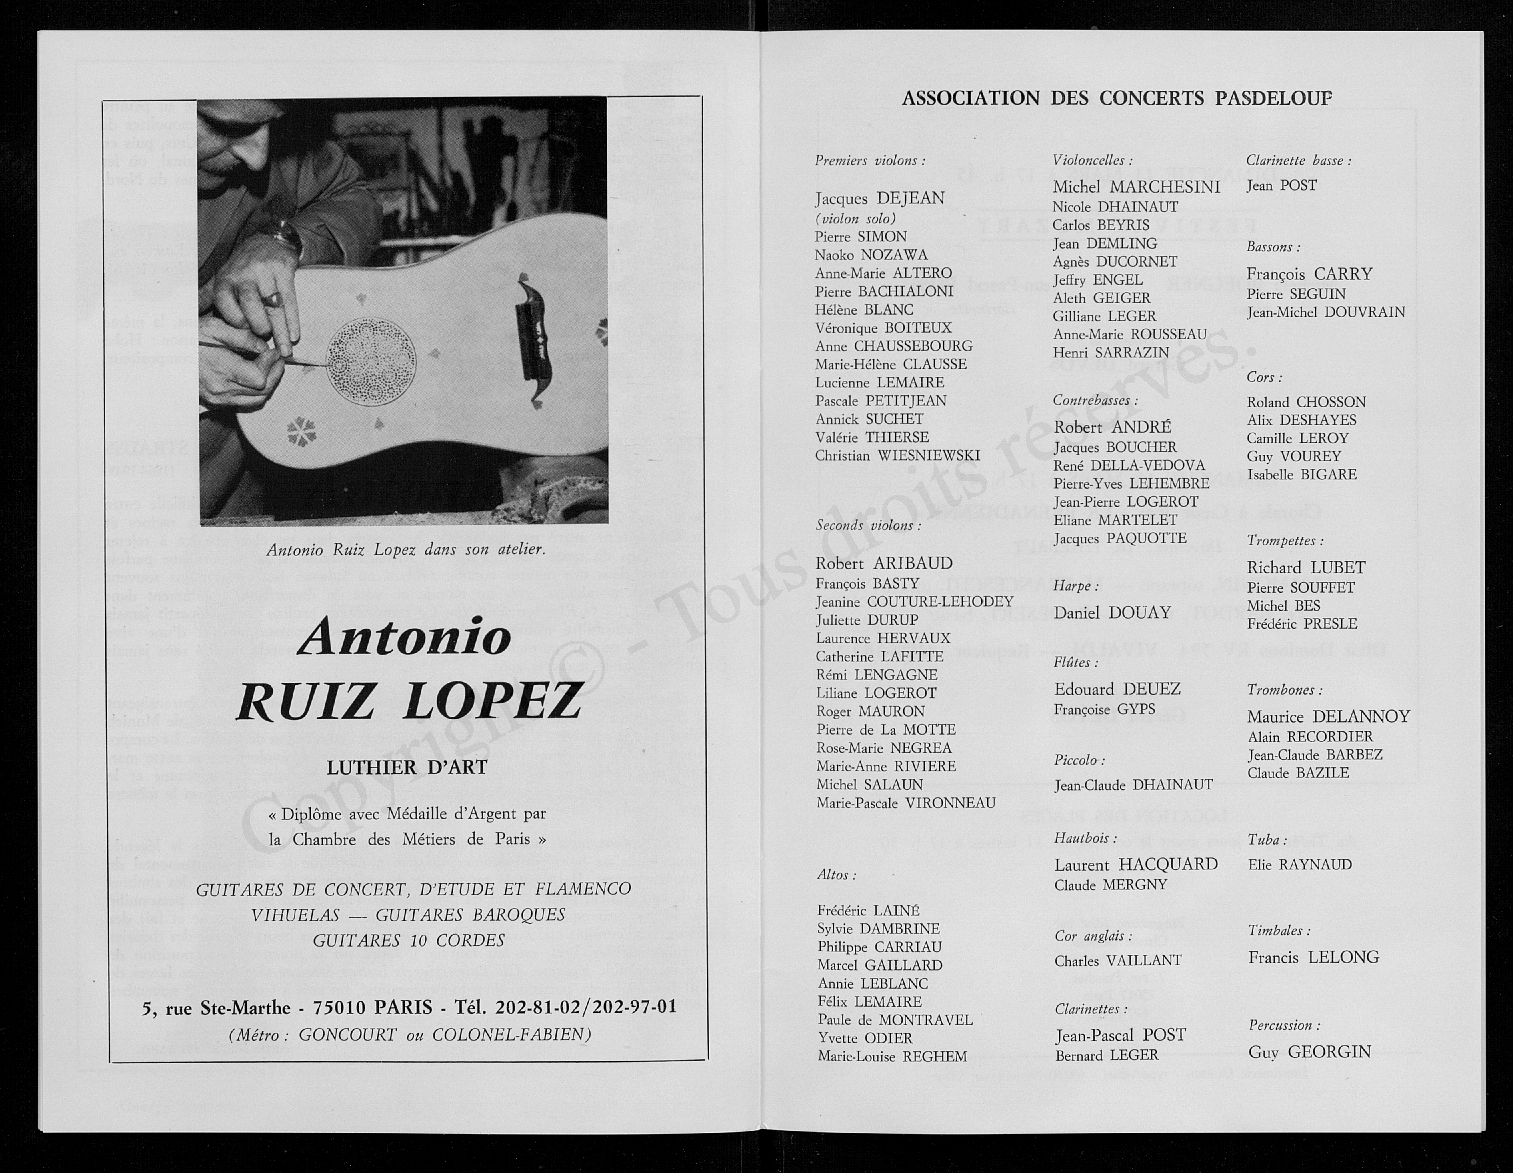 Antonio Ruiz Lopez dans son atelier.
Antonio
RUIZ LOPEZ
LUTHIER D'ART
« Diplôme avec Médaille d'Argent par
la Chambre des Métiers de Paris »
GUITARES DE CONCERT, D'ETUDE ET FLAMENCO
VIHUELAS — GUITARES BAROQUES
GUITARES 10 CORDES
5, rue Ste-Marthe - 75010 PARIS - Tél. 202-81-02/202-97-01
(Métro : GONCOURT ou COLONEL-FABIEN)
ASSOCIATION DES CONCERTS PASDELOUP
Premiers violons :
Jacques DEJEAN
(violon solo)
Pierre SIMON
Naoko NOZAWA
Anne-Marie ALTERO
Pierre BACHIALONI
Hélène BLANC
Véronique BOITEUX
Anne CHAUSSEBOURG
Marie-Hélène CLAUSSE
Lucienne LEMAIRE
Pascale PETITJEAN
Annick SUCHET
Valérie THIERSE
Christian WIESNIEWSKI
Seconds violons :
Robert ARIBAUD
François BASTY
Jeanine COUTURE-LEHODEY
Juliette DURUP
Laurence HERVAUX
Catherine LAFITTE
Rémi LENGAGNE
Liliane LOGEROT
Roger MAURON
Pierre de La MOTTE
Rose-Marie NEGREA
Marie-Anne RIVIERE
Michel SALAUN
Marie-Pascale VIRONNEAU
Altos :
Frédéric LAINÉ
Sylvie DAMBRINE
Philippe CARRIAU
Marcel GAILLARD
Annie LEBLANC
Félix LEMAIRE
Paule de MONTRAVEL
Yvette ODIER
Marie-Louise REGHEM
Violoncelles :
Michel MARCHESINI
Nicole DHAINAUT
Carlos BEYRIS
Jean DEMLING
Agnès DUCORNET
Jeffry ENGEL
Aleth GEIGER
Gilliane LEGER
Anne-Marie ROUSSEAU
Henri SARRAZIN
Contrebasses :
Robert ANDRÉ
Jacques BOUCHER
René DELLA-VEDOVA
Pierre-Yves LEHEMBRE
Jean-Pierre LOGEROT
Eliane MARTELET
Jacques PAQUOTTE
Harpe :
Daniel DOUAY
Flûtes :
Edouard DEUEZ
Françoise GYPS
Piccolo :
Jean-Claude DHAINAUT
Hautbois :
Laurent HACQUARD
Claude MERGNY
Cor anglais :
Charles VAILLANT
Clarinettes :
Jean-Pascal POST
Bernard LEGER
Clarinette basse :
Jean POST
Bassons :
François CARRY
Pierre SEGUIN
Jean-Michel DOUVRAIN
Cors :
Roland CHOSSON
Alix DESHAYES
Camille LEROY
Guy VOUREY
Isabelle BIGARE
Trompettes :
Richard LUBET
Pierre SOUFFET
Michel BES
Frédéric PRESLE
Trombones :
Maurice DELANNOY
Alain RECORDIER
Jean-Claude BARBEZ
Claude BAZILE
Tuba :
Elie RAYNAUD
Timbales :
Francis LELONG
Percussion :
Guy GEORGIN
Copyright © - Tous droits réservés.